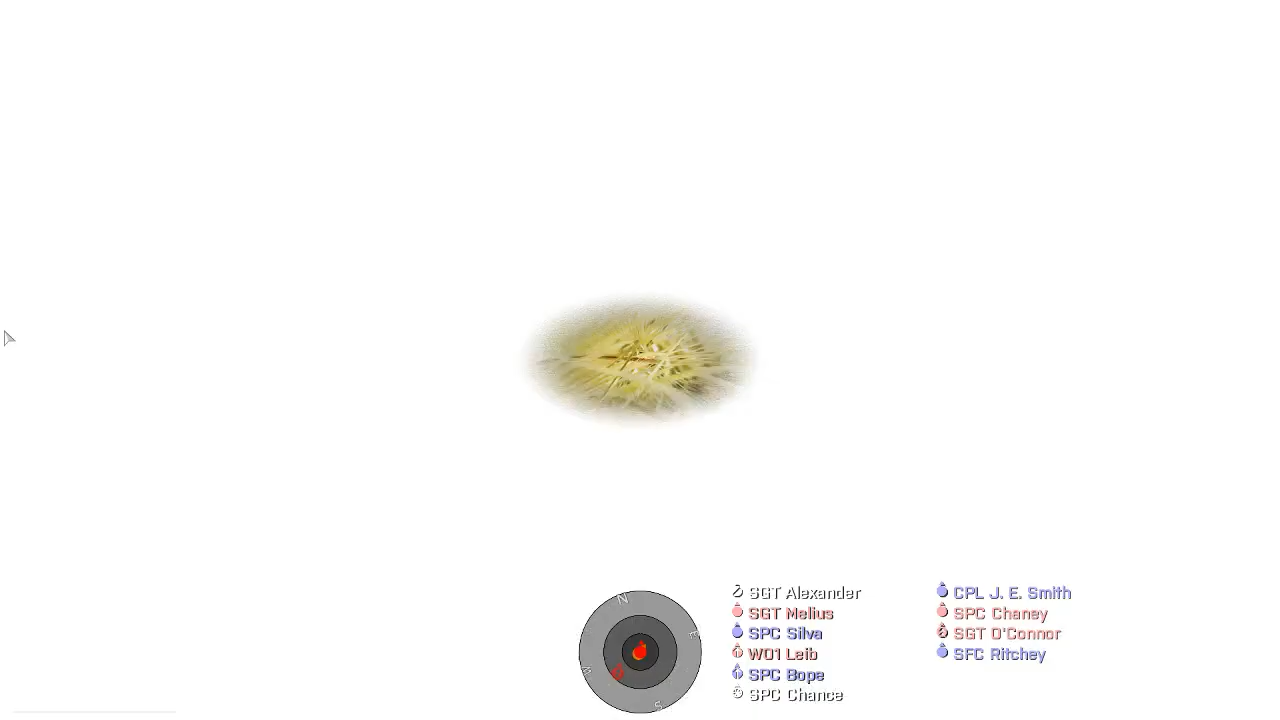 N
E
W
S
SGT Alexander
SGT Melius
SPC Silva
WO1 Leib
SPC Bope
SPC Chance
CPL J. E. Smith
SPC Chaney
SGT O'Connor
SFC Ritchey